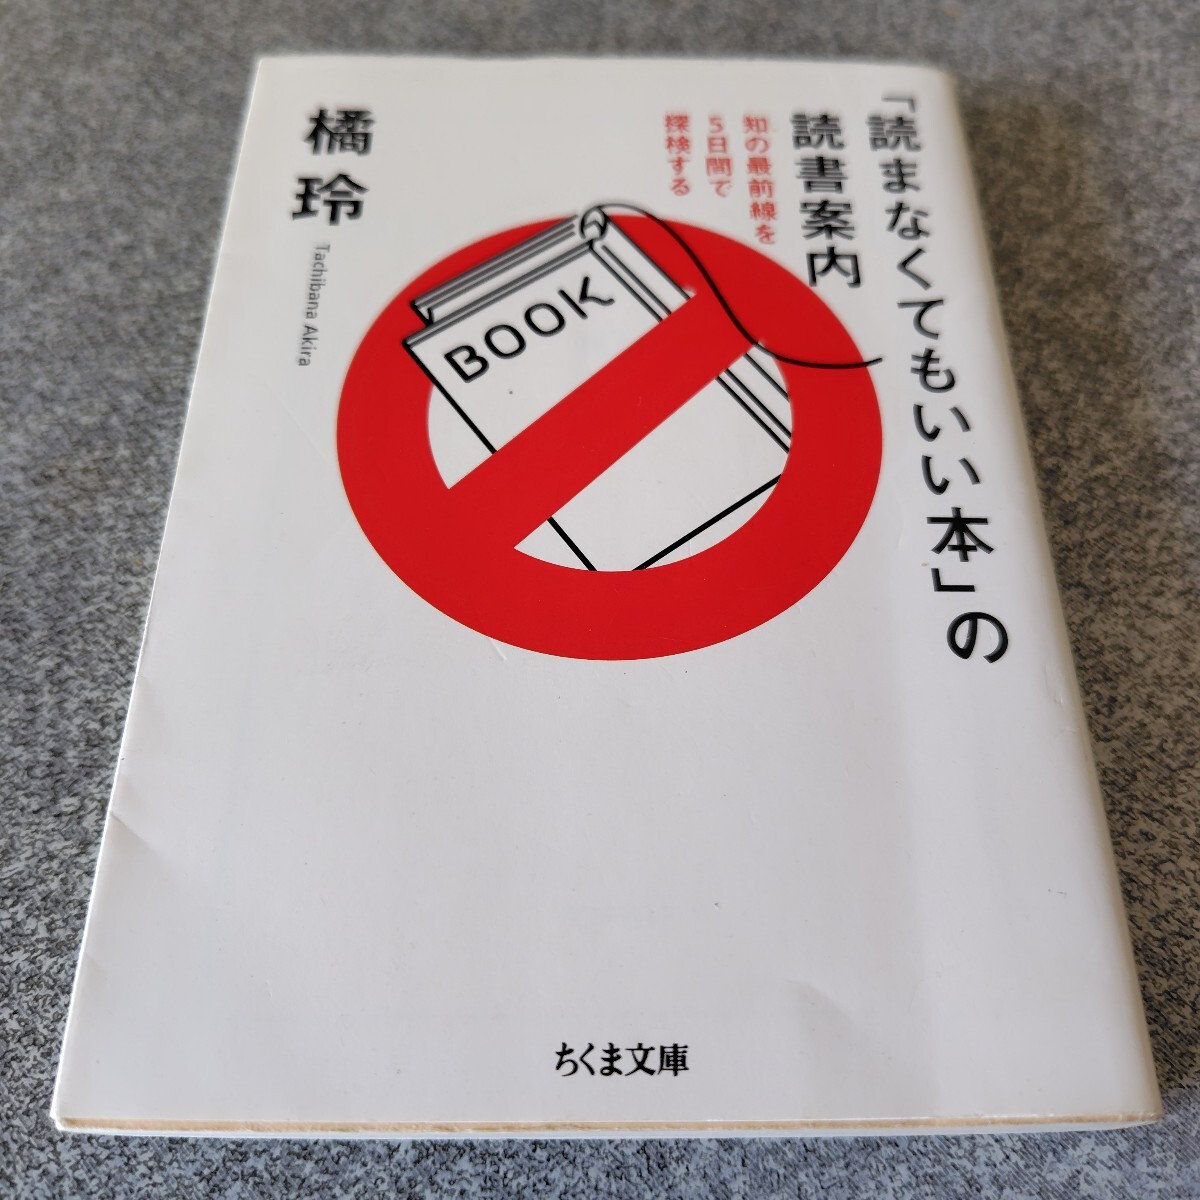 「読まなくてもいい本」の
読書案内
知の最前線を
5日間で
探検する
橘 玲
Tachibana Akira
BOOK
ちくま文庫